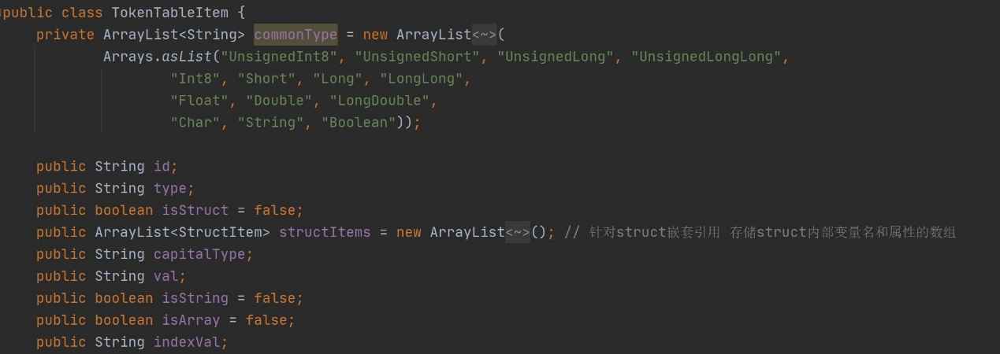 public class TokenTableItem {
private ArrayList<String> commonType = new ArrayList<~>(
Arrays.asList("UnsignedInt8", "UnsignedShort", "UnsignedLong", "UnsignedLongLong",
"Int8", "Short", "Long", "LongLong",
"Float", "Double", "LongDouble",
"Char", "String", "Boolean"));
public String id;
public String type;
public boolean isStruct = false;
public ArrayList<StructItem> structItems = new ArrayList<~>(); // 针对struct嵌套引用 存储struct内部变量名和属性的数组
public String capitalType;
public String val;
public boolean isString = false;
public boolean isArray = false;
public String indexVal;